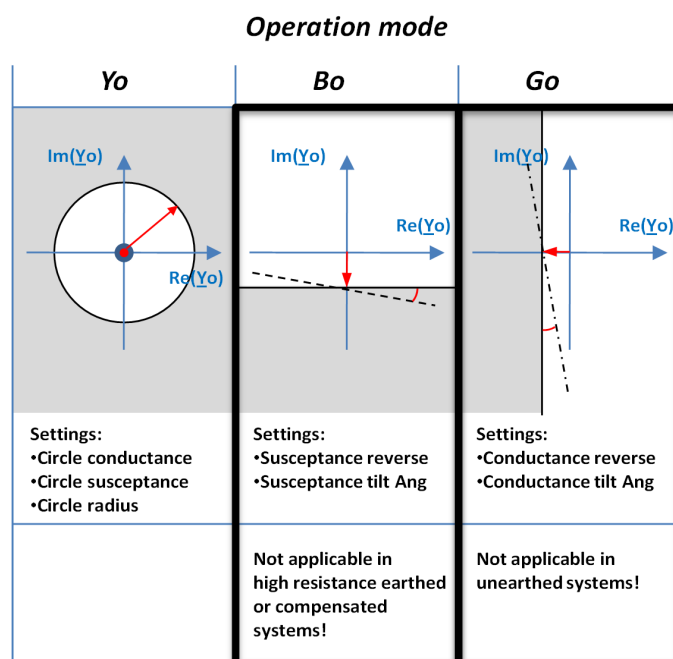 Operation mode
Yo
Bo
Go
Im(Yo)
Re(Yo)
Im(Yo)
Re(Yo)
Im(Yo)
Re(Yo)
Settings:
•Circle conductance
•Circle susceptance
•Circle radius
Settings:
•Susceptance reverse
•Susceptance tilt Ang
Settings:
•Conductance reverse
•Conductance tilt Ang
Not applicable in
high resistance earthed
or compensated
systems!
Not applicable in
unearthed systems!